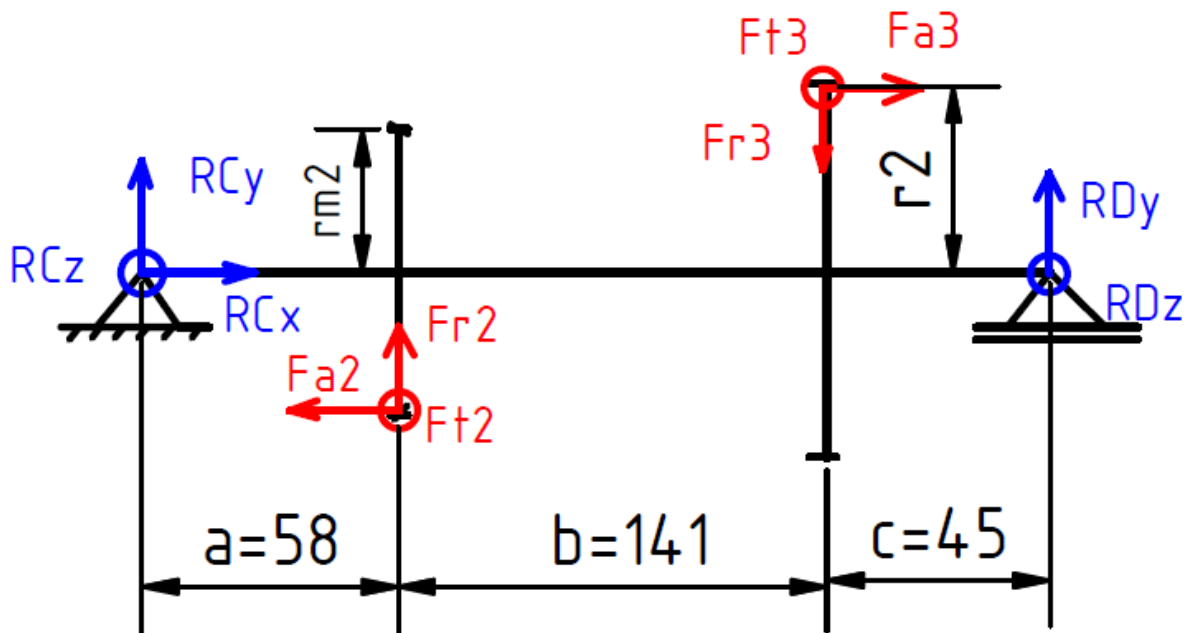 Ft3
Fa3
RCy
rm2
Fr3
r2
RDy
RCz
RCx
RDz
Fr2
Fa2
Ft2
a=58
b=141
c=45